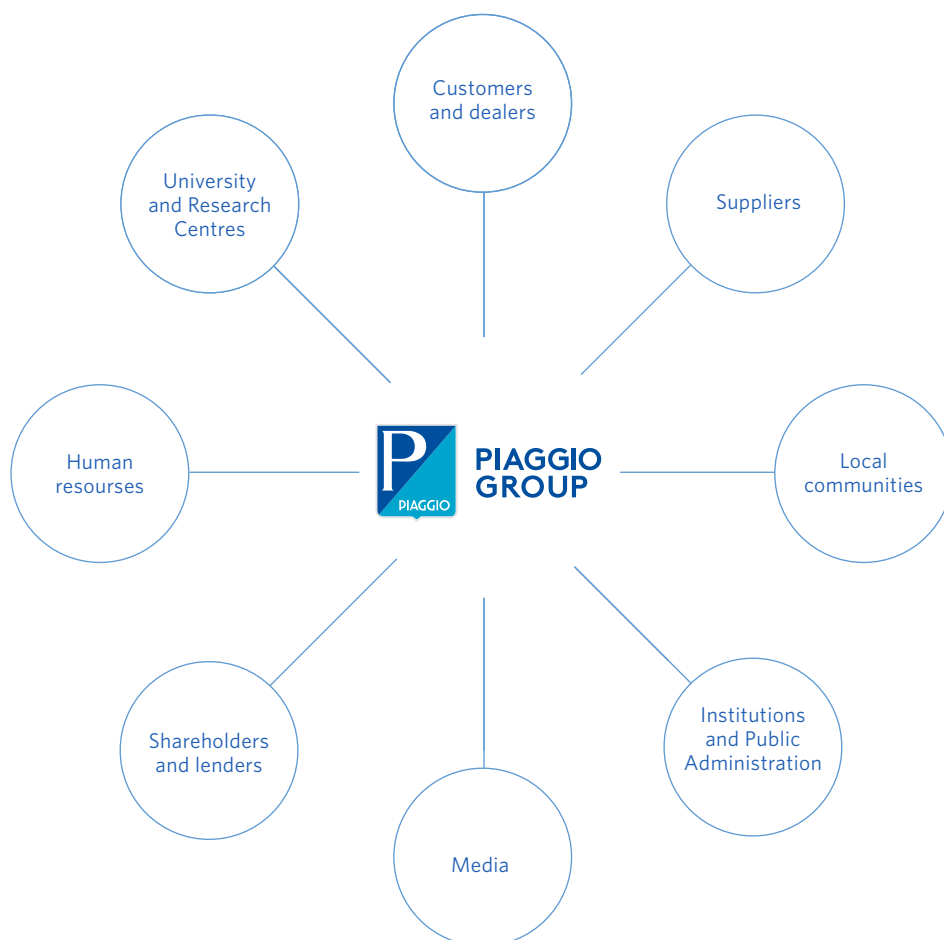 Customers
and dealers
University
and Research
Centres
Suppliers
Human
resourses
P
PIAGGIO
PIAGGIO
GROUP
Local
communities
Shareholders
and lenders
Institutions
and Public
Administration
Media